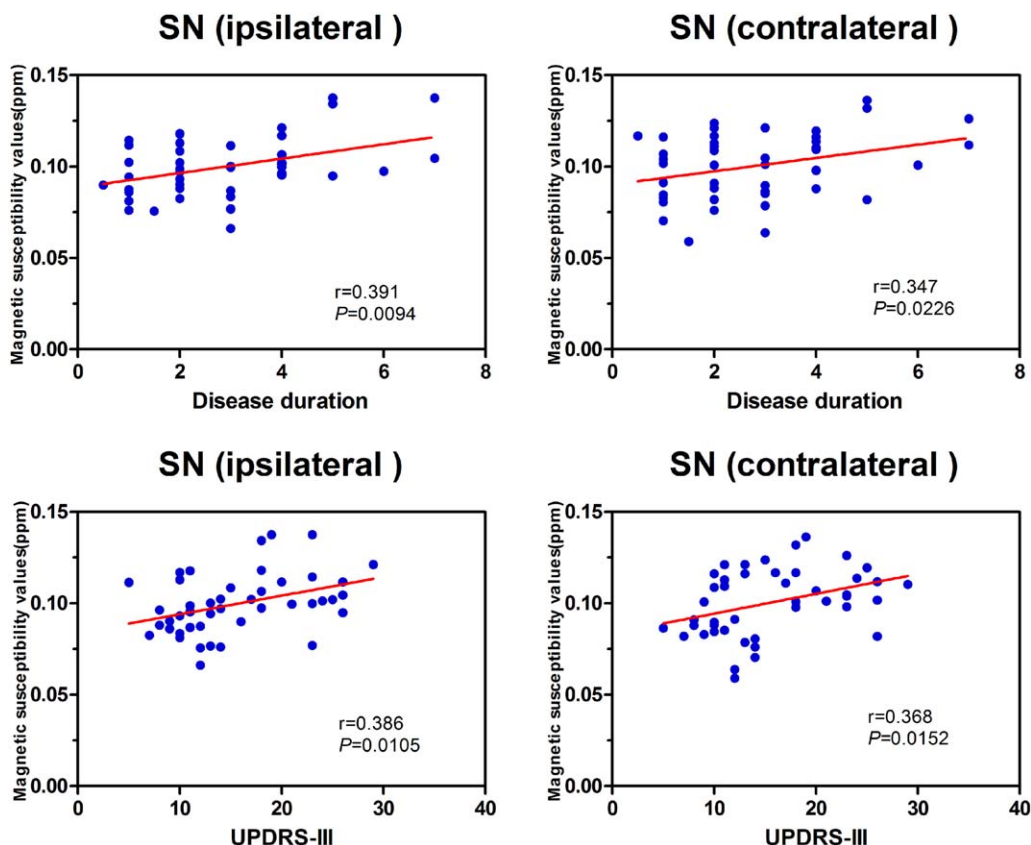 SN (ipsilateral )
Magnetic susceptibility values(ppm)
0.15
0.10
0.05
0.00
r=0.391
P=0.0094
0 2 4 6 8
Disease duration
SN (contralateral )
Magnetic susceptibility values(ppm)
0.15
0.10
0.05
0.00
r=0.347
P=0.0226
0 2 4 6 8
Disease duration
SN (ipsilateral )
Magnetic susceptibility values(ppm)
0.15
0.10
0.05
0.00
r=0.386
P=0.0105
0 10 20 30 40
UPDRS-III
SN (contralateral )
Magnetic susceptibility values(ppm)
0.15
0.10
0.05
0.00
r=0.368
P=0.0152
0 10 20 30 40
UPDRS-III